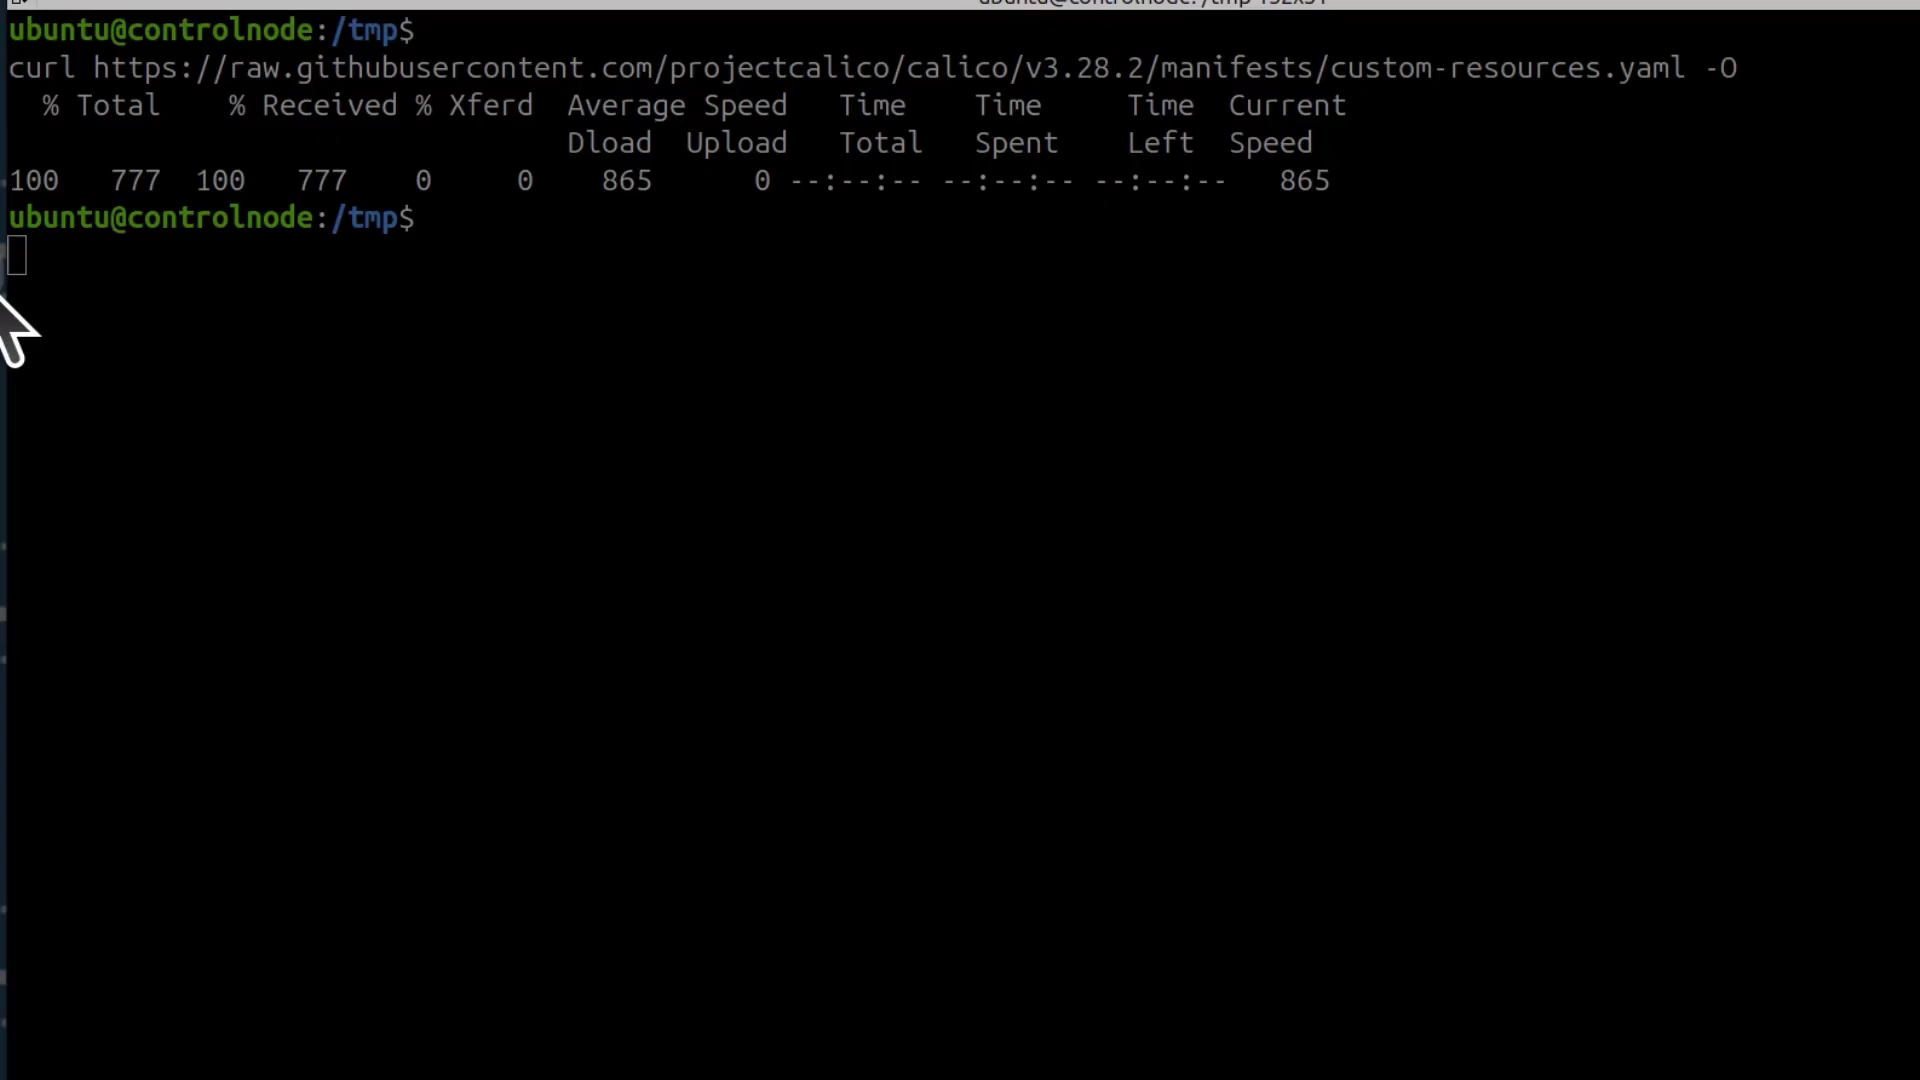 ubuntu@controlnode:/tmp$
curl https://raw.githubusercontent.com/projectcalico/calico/v3.28.2/manifests/custom-resources.yaml -O
% Total % Received % Xferd Average Speed Time Time Time Current
Dload Upload Total Spent Left Speed
100 777 100 777 0 0 865 0 --:--:-- --:--:-- --:--:-- 865
ubuntu@controlnode:/tmp$